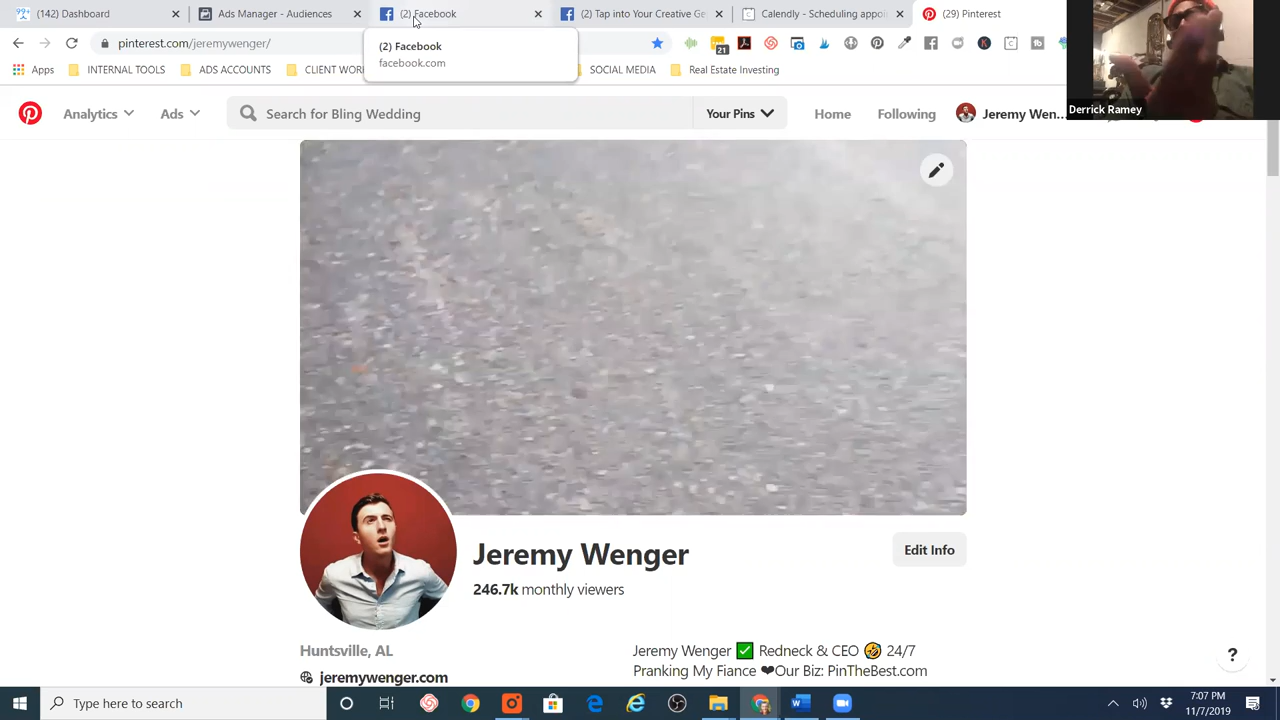 (142) Dashboard
Ads Manager - Audiences
(2) Facebook
(2) Tap into Your Creative Ge
Calendly - Scheduling appoi
(29) Pinterest
pinterest.com/jeremywenger/
21
(2) Facebook
facebook.com
Apps
INTERNAL TOOLS
ADS ACCOUNTS
CLIENT WOR
SOCIAL MEDIA
Real Estate Investing
Derrick Ramey
Analytics
Ads
Search for Bling Wedding
Your Pins
Home
Following
Jeremy Wen...
Jeremy Wenger
Edit Info
246.7k monthly viewers
Huntsville, AL
jeremywenger.com
Jeremy Wenger ✅ Redneck & CEO 🤣 24/7
Pranking My Fiance ❤Our Biz: PinTheBest.com
?
Type here to search
7:07 PM
11/7/2019